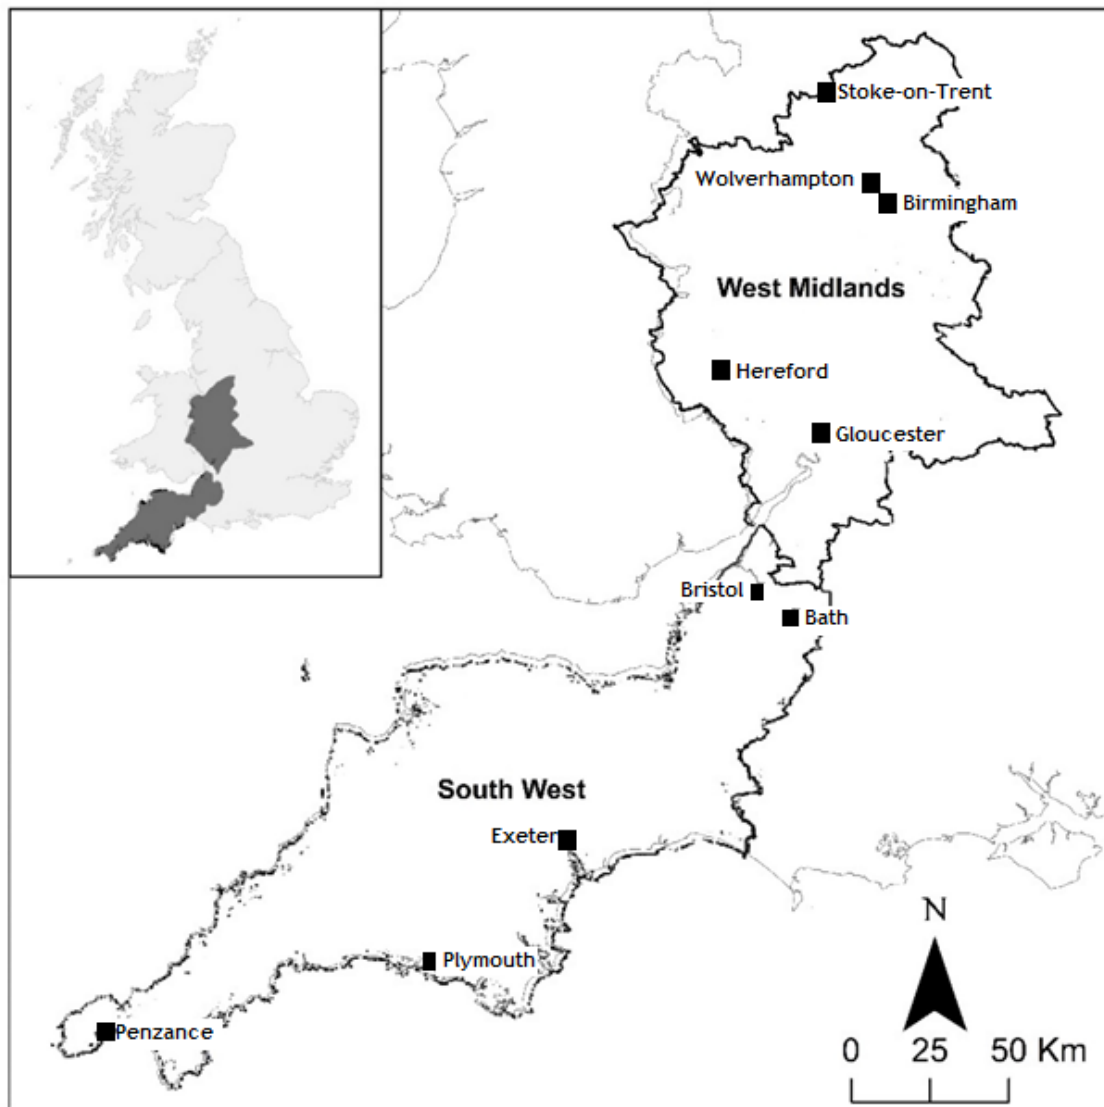 Stoke-on-Trent
Wolverhampton
Birmingham
West Midlands
Hereford
Gloucester
Bristol
Bath
South West
Exeter
Plymouth
Penzance
N
0 25 50 Km